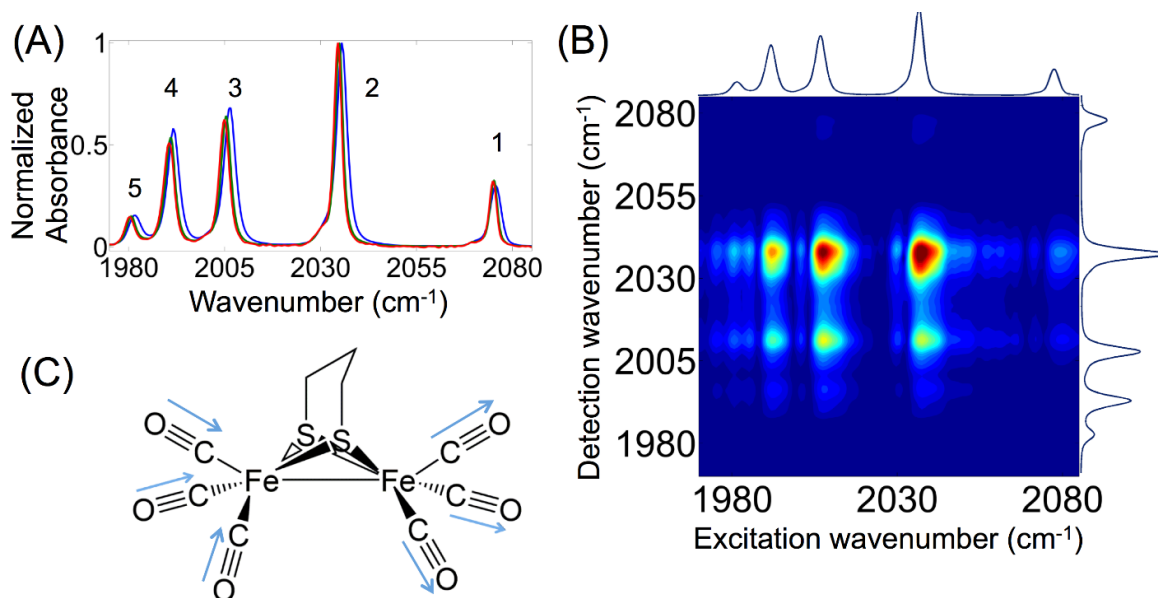 (A)
Normalized
Absorbance
1
0.5
0
5
4
3
2
1
1980
2005
2030
2055
2080
Wavenumber (cm-1)
(B)
Detection wavenumber (cm-1)
2080
2055
2030
2005
1980
1980
2030
2080
Excitation wavenumber (cm-1)
(C)
O
C
O
C
O
C
Fe
S
S
Fe
C
O
C
O
C
O